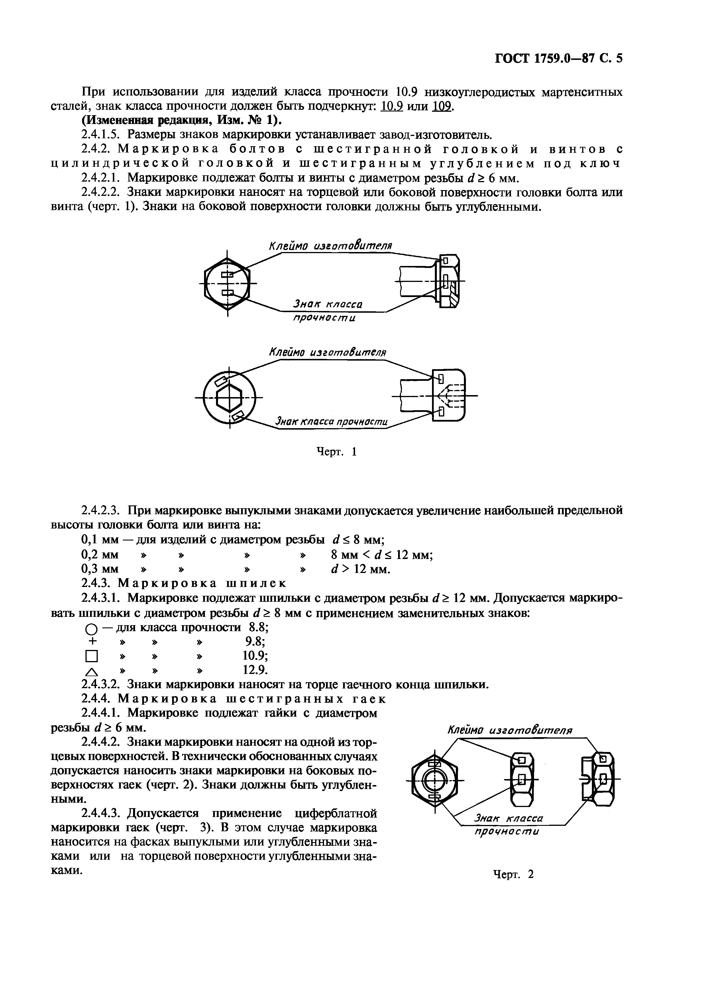 ГОСТ 1759.0—87 С. 5
При использовании для изделий класса прочности 10.9 низкоуглеродистых мартенситных
сталей, знак класса прочности должен быть подчеркнут: 10.9 или 109.
(Измененная редакция, Изм. № 1).
2.4.1.5. Размеры знаков маркировки устанавливает завод-изготовитель.
2.4.2. Маркировка болтов с шестигранной головкой и винтов с
цилиндрической головкой и шестигранным углублением под ключ
2.4.2.1. Маркировке подлежат болты и винты с диаметром резьбы d ≥ 6 мм.
2.4.2.2. Знаки маркировки наносят на торцевой или боковой поверхности головки болта или
винта (черт. 1). Знаки на боковой поверхности головки должны быть углубленными.
Клеймо изготовителя
Знак класса
прочности
Клеймо изготовителя
Знак класса прочности
Черт. 1
2.4.2.3. При маркировке выпуклыми знаками допускается увеличение наибольшей предельной
высоты головки болта или винта на:
0,1 мм — для изделий с диаметром резьбы d ≤ 8 мм;
0,2 мм » » » » 8 мм < d ≤ 12 мм;
0,3 мм » » » » d > 12 мм.
2.4.3. Маркировка шпилек
2.4.3.1. Маркировке подлежат шпильки с диаметром резьбы d ≥ 12 мм. Допускается маркиро-
вать шпильки с диаметром резьбы d ≥ 8 мм с применением заменительных знаков:
○ — для класса прочности 8.8;
+ » » » 9.8;
□ » » » 10.9;
△ » » » 12.9.
2.4.3.2. Знаки маркировки наносят на торце гаечного конца шпильки.
2.4.4. Маркировка шестигранных гаек
2.4.4.1. Маркировке подлежат гайки с диаметром
резьбы d ≥ 6 мм.
2.4.4.2. Знаки маркировки наносят на одной из тор-
цевых поверхностей. В технически обоснованных случаях
допускается наносить знаки маркировки на боковых по-
верхностях гаек (черт. 2). Знаки должны быть углублен-
ными.
2.4.4.3. Допускается применение циферблатной
маркировки гаек (черт. 3). В этом случае маркировка
наносится на фасках выпуклыми или углубленными зна-
ками или на торцевой поверхности углубленными зна-
ками.
Клеймо изготовителя
Знак класса
прочности
Черт. 2